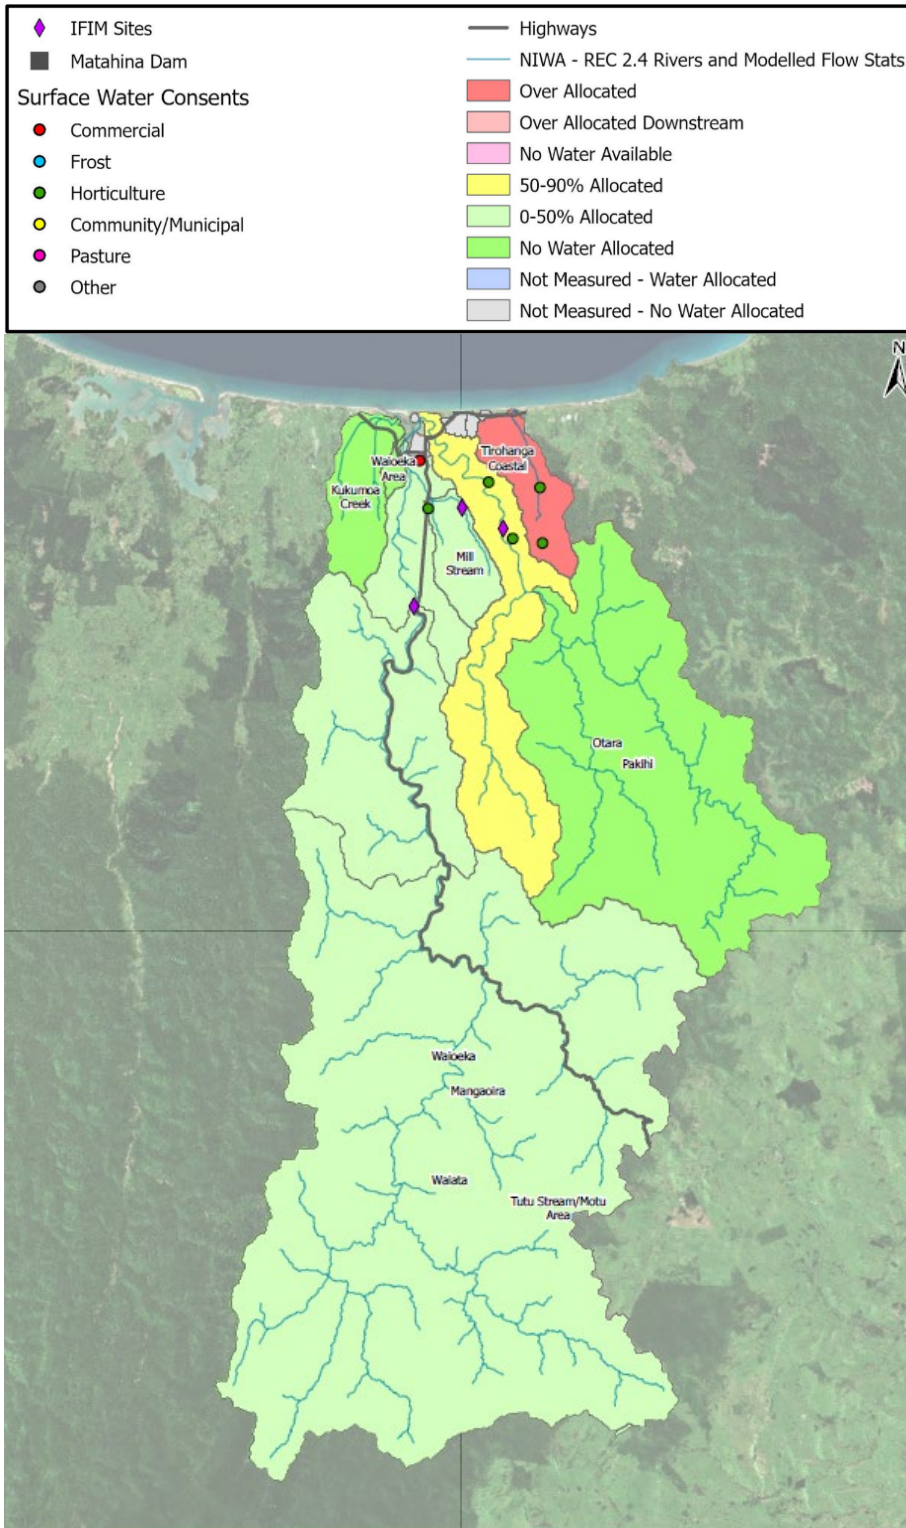 IFIM Sites
Matahina Dam
Surface Water Consents
Commercial
Frost
Horticulture
Community/Municipal
Pasture
Other
Highways
NIWA - REC 2.4 Rivers and Modelled Flow Stats
Over Allocated
Over Allocated Downstream
No Water Available
50-90% Allocated
0-50% Allocated
No Water Allocated
Not Measured - Water Allocated
Not Measured - No Water Allocated
N
Tirohanga
Coastal
Waioeka
Area
Kukumoa
Creek
Mill
Stream
Otara
Pakihi
Waioeka
Mangaoira
Waiata
Tutu Stream/Motu
Area